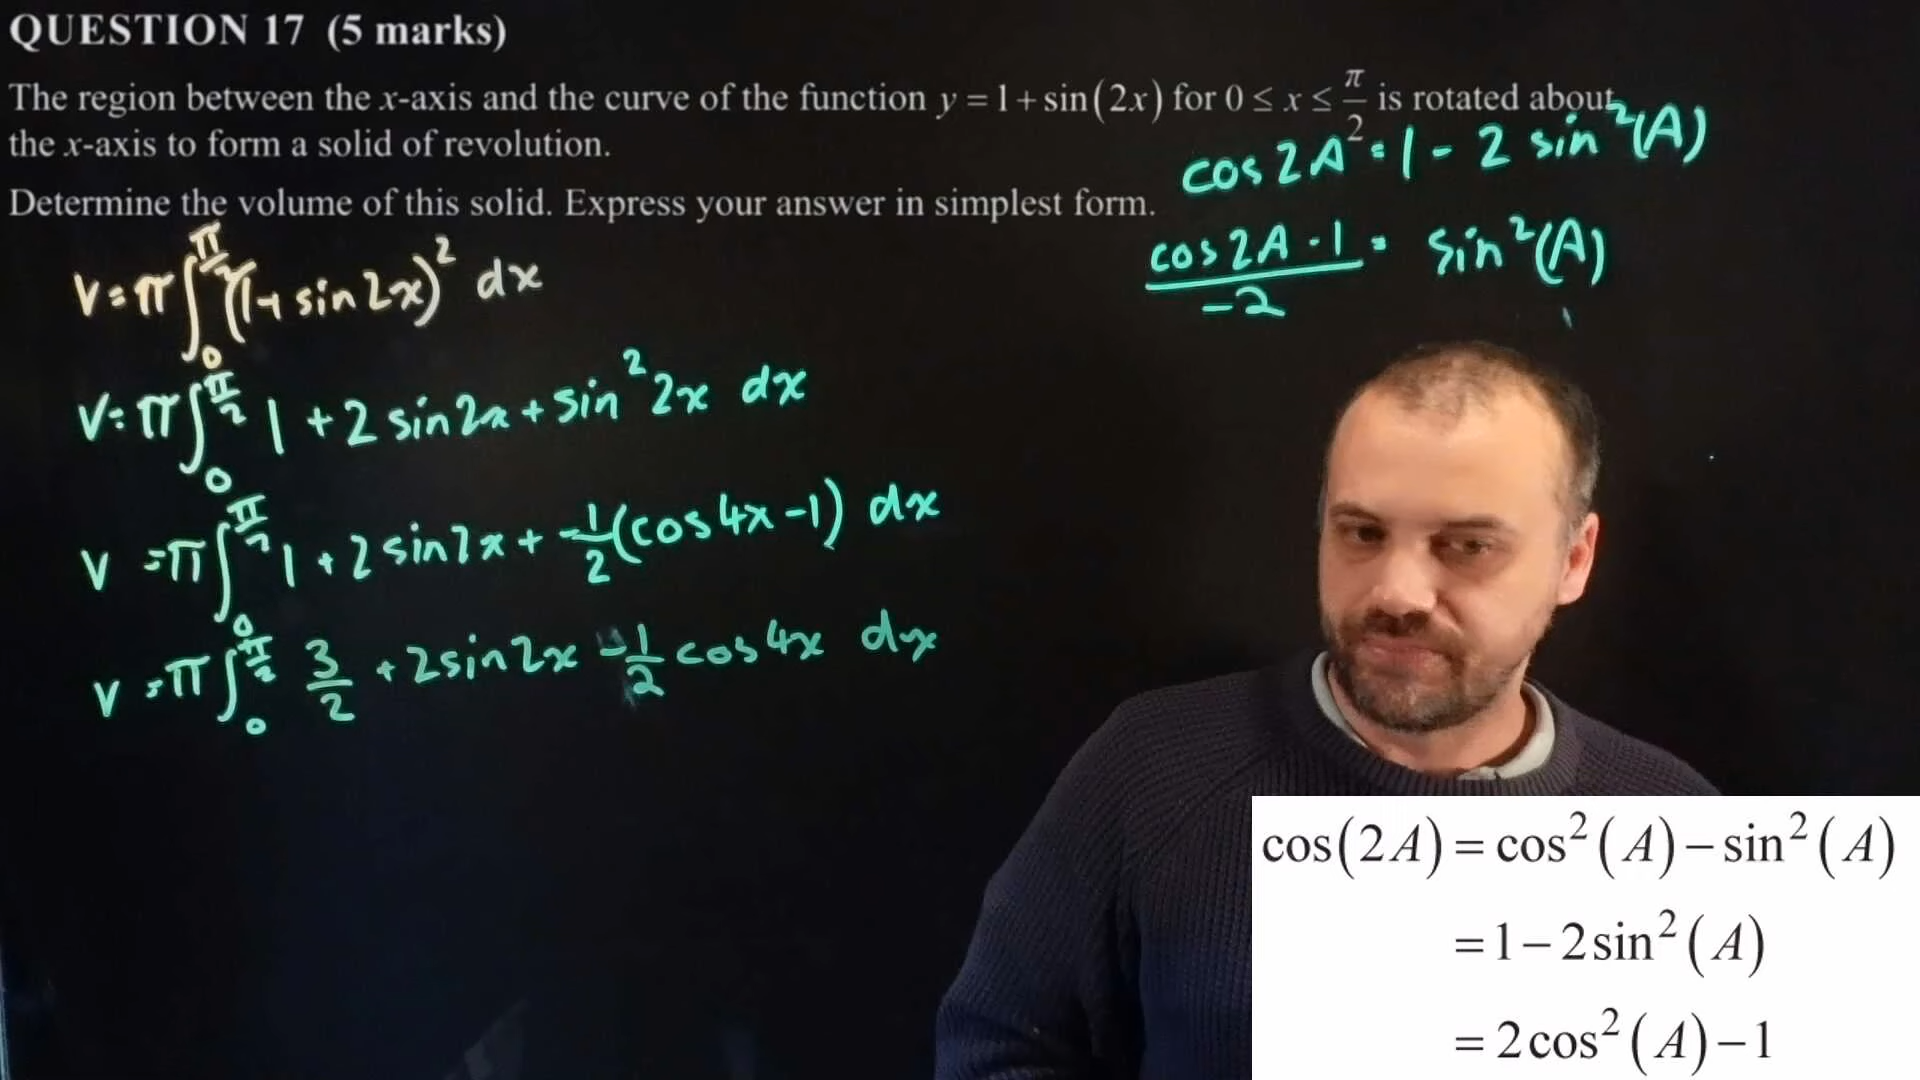 QUESTION 17 (5 marks)
The region between the x-axis and the curve of the function y = 1 + sin(2x) for 0 ≤ x ≤ π/2 is rotated about
the x-axis to form a solid of revolution.
Determine the volume of this solid. Express your answer in simplest form.
cos 2A = 1 - 2 sin²(A)
(cos 2A - 1)/-2 = sin²(A)
V = π∫₀^(π/2) (1 + sin 2x)² dx
V = π∫₀^(π/2) 1 + 2 sin 2x + sin² 2x dx
V = π∫₀^(π/2) 1 + 2 sin 2x + -1/2 (cos 4x - 1) dx
V = π∫₀^(π/2) 3/2 + 2 sin 2x - 1/2 cos 4x dx
cos(2A) = cos²(A) - sin²(A)
= 1 - 2 sin²(A)
= 2 cos²(A) - 1